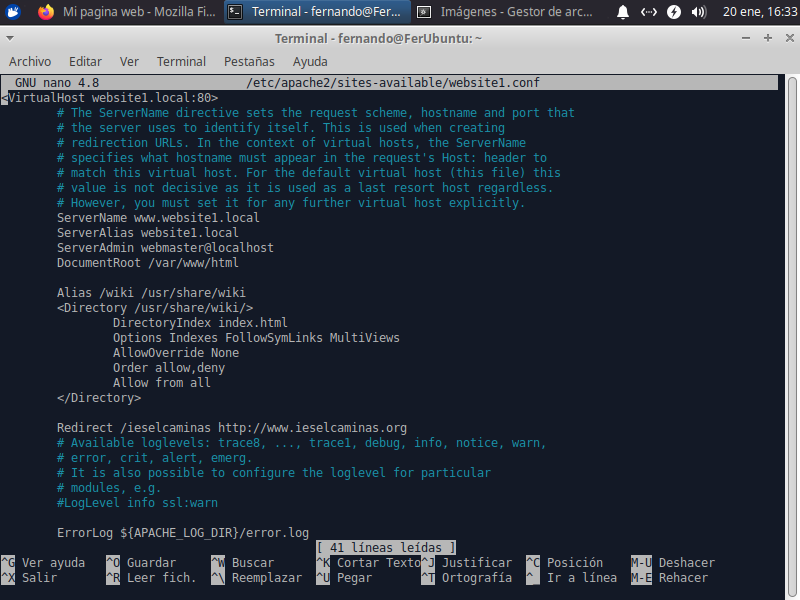 Mi pagina web - Mozilla Fi... Terminal - fernando@Fer... Imágenes - Gestor de arc... 20 ene, 16:33
Terminal - fernando@FerUbuntu: ~
Archivo Editar Ver Terminal Pestañas Ayuda
GNU nano 4.8 /etc/apache2/sites-available/website1.conf
<VirtualHost website1.local:80>
# The ServerName directive sets the request scheme, hostname and port that
# the server uses to identify itself. This is used when creating
# redirection URLs. In the context of virtual hosts, the ServerName
# specifies what hostname must appear in the request's Host: header to
# match this virtual host. For the default virtual host (this file) this
# value is not decisive as it is used as a last resort host regardless.
# However, you must set it for any further virtual host explicitly.
ServerName www.website1.local
ServerAlias website1.local
ServerAdmin webmaster@localhost
DocumentRoot /var/www/html
Alias /wiki /usr/share/wiki
<Directory /usr/share/wiki/>
DirectoryIndex index.html
Options Indexes FollowSymLinks MultiViews
AllowOverride None
Order allow,deny
Allow from all
</Directory>
Redirect /ieselcaminas http://www.ieselcaminas.org
# Available loglevels: trace8, ..., trace1, debug, info, notice, warn,
# error, crit, alert, emerg.
# It is also possible to configure the loglevel for particular
# modules, e.g.
#LogLevel info ssl:warn
ErrorLog ${APACHE_LOG_DIR}/error.log
[ 41 líneas leídas ]
^G Ver ayuda ^O Guardar ^W Buscar ^K Cortar Texto ^J Justificar ^C Posición M-U Deshacer
^X Salir ^R Leer fich. ^\ Reemplazar ^U Pegar ^T Ortografía ^_ Ir a línea M-E Rehacer